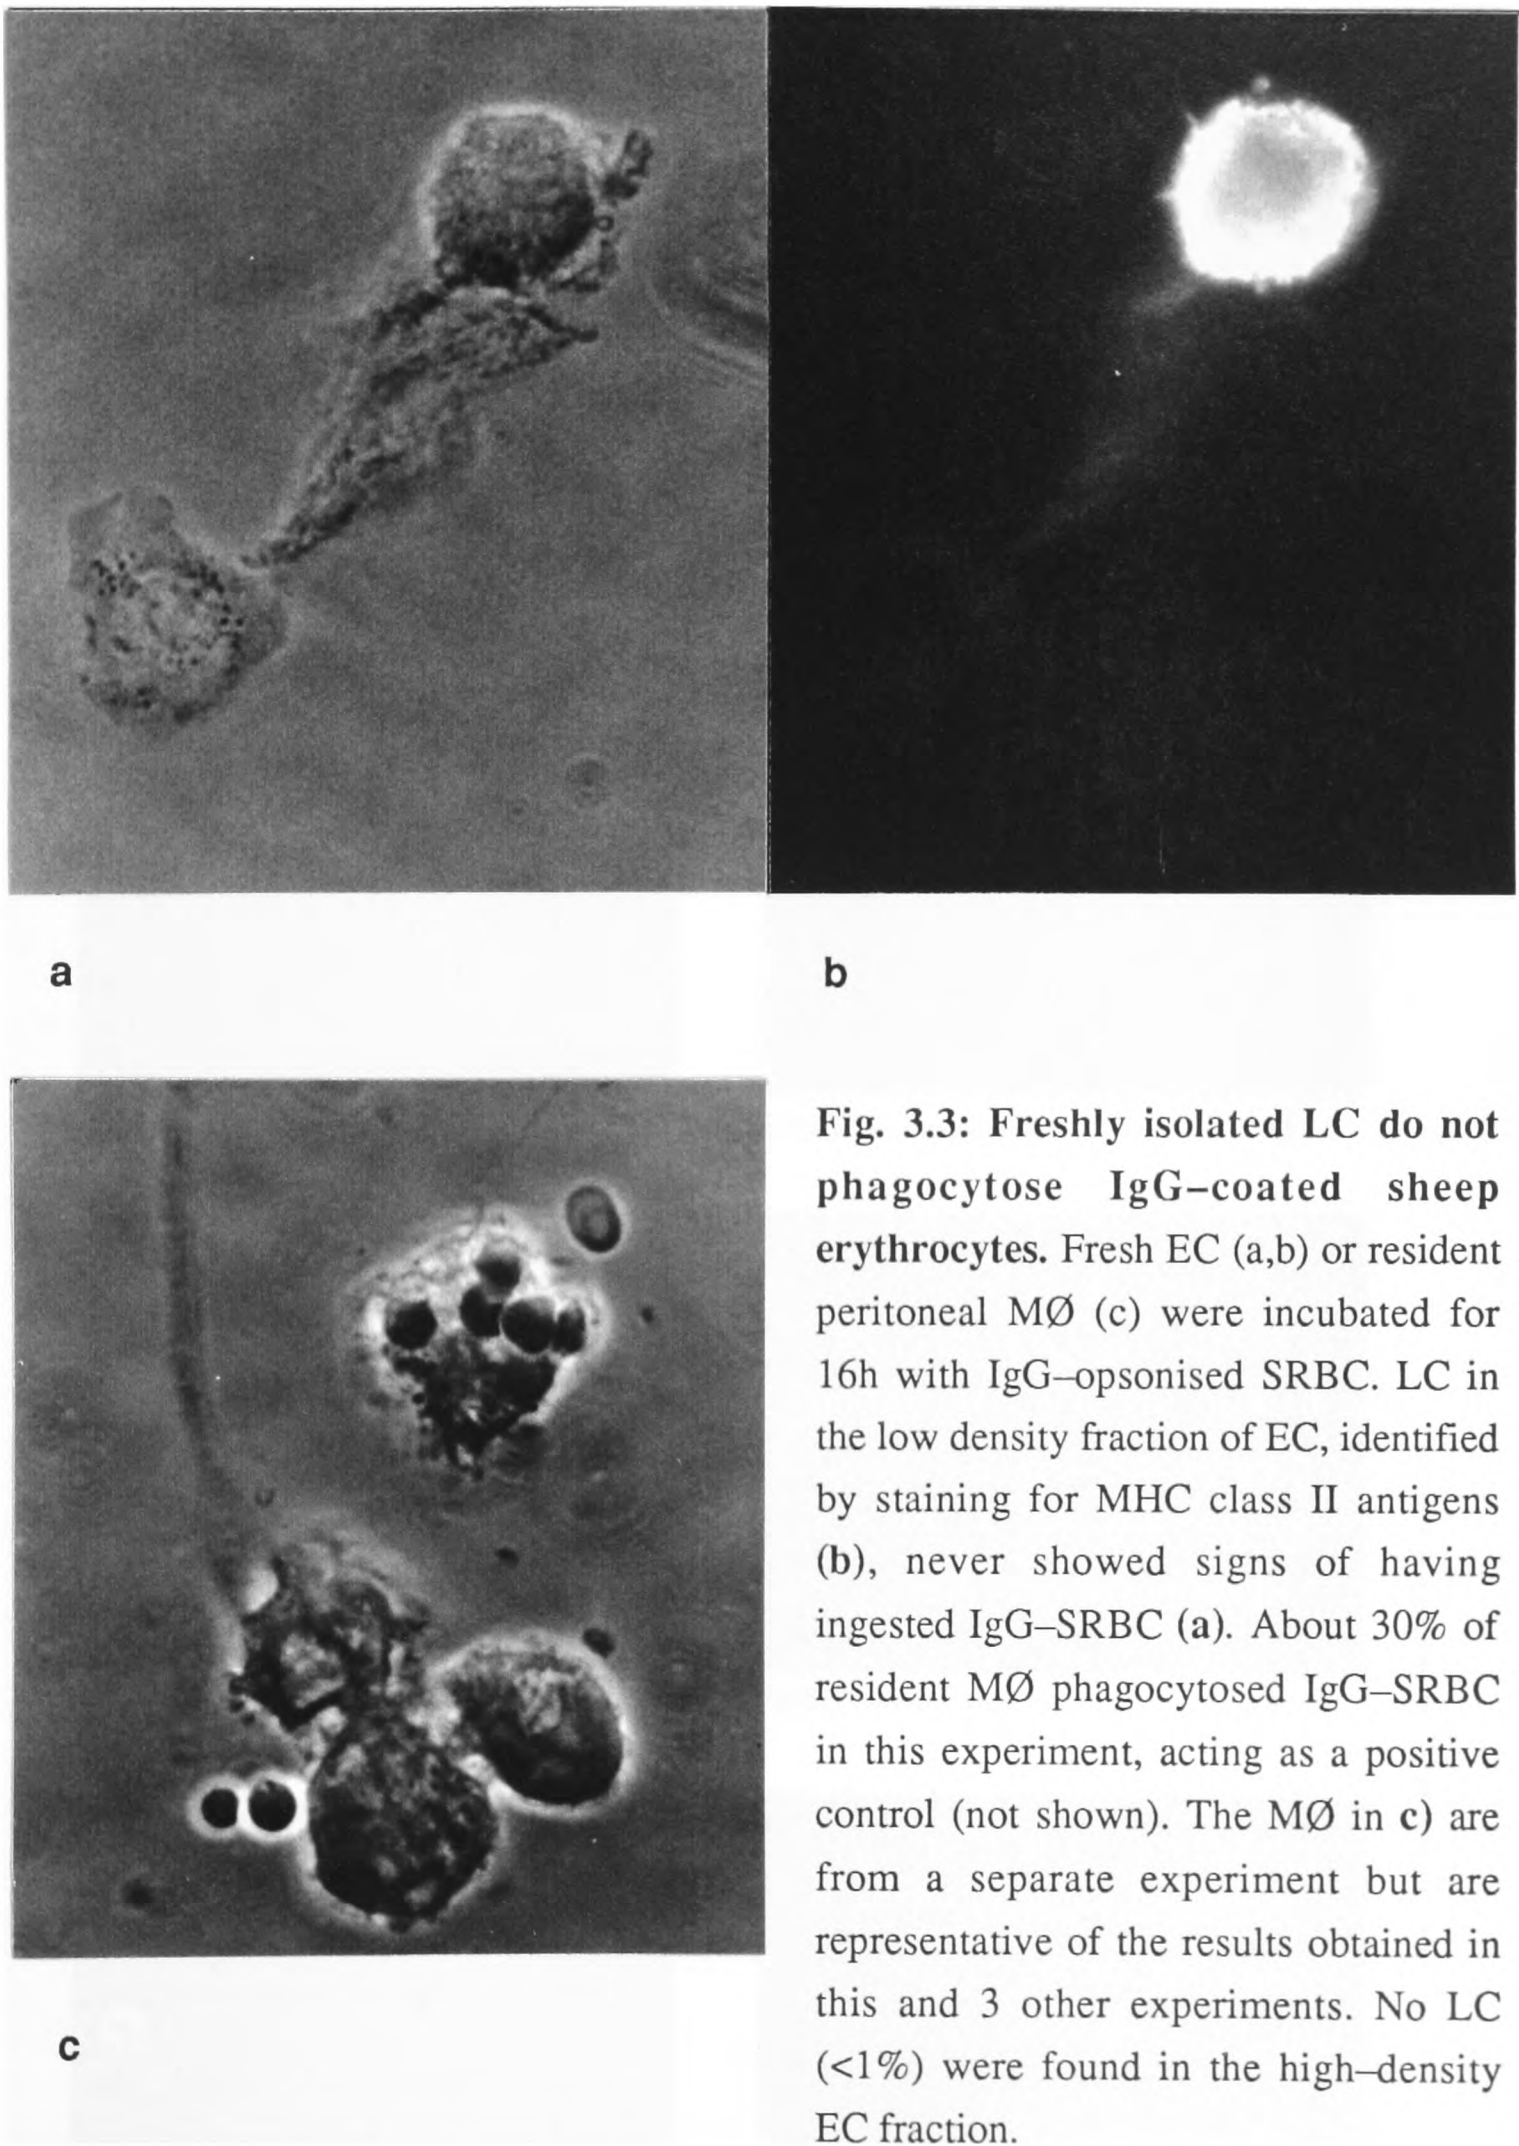 a
b
c
Fig. 3.3: Freshly isolated LC do not
phagocytose IgG–coated sheep
erythrocytes. Fresh EC (a,b) or resident
peritoneal MØ (c) were incubated for
16h with IgG–opsonised SRBC. LC in
the low density fraction of EC, identified
by staining for MHC class II antigens
(b), never showed signs of having
ingested IgG–SRBC (a). About 30% of
resident MØ phagocytosed IgG–SRBC
in this experiment, acting as a positive
control (not shown). The MØ in c) are
from a separate experiment but are
representative of the results obtained in
this and 3 other experiments. No LC
(<1%) were found in the high–density
EC fraction.